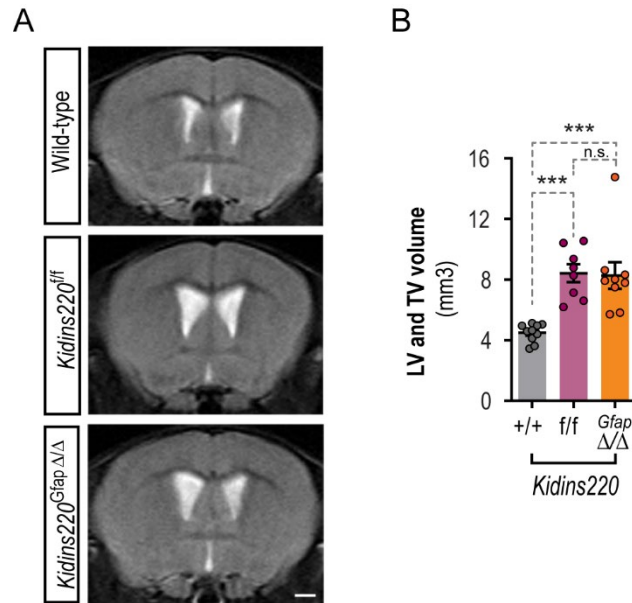 A
Wild-type
Kidins220f/f
Kidins220Gfap Δ/Δ
B
LV and TV volume
(mm3)
16
12
8
4
0
***
n.s.
***
+/+
f/f
Gfap
Δ/Δ
Kidins220